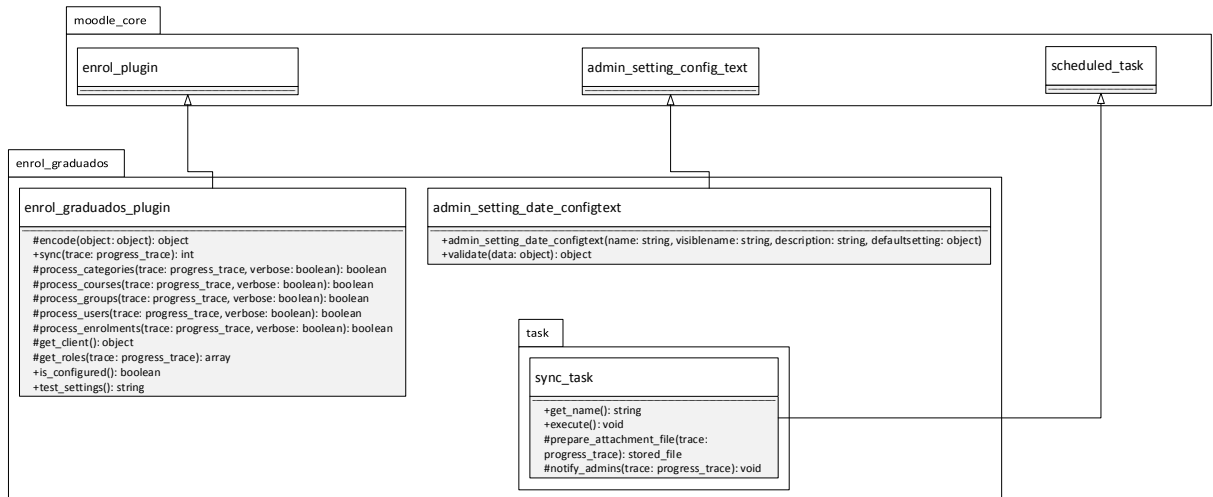 moodle_core
enrol_plugin
admin_setting_config_text
scheduled_task
enrol_graduados
enrol_graduados_plugin
#encode(object: object): object
+sync(trace: progress_trace): int
#process_categories(trace: progress_trace, verbose: boolean): boolean
#process_courses(trace: progress_trace, verbose: boolean): boolean
#process_groups(trace: progress_trace, verbose: boolean): boolean
#process_users(trace: progress_trace, verbose: boolean): boolean
#process_enrolments(trace: progress_trace, verbose: boolean): boolean
#get_client(): object
#get_roles(trace: progress_trace): array
+is_configured(): boolean
+test_settings(): string
admin_setting_date_configtext
+admin_setting_date_configtext(name: string, visiblename: string, description: string, defaultsetting: object)
+validate(data: object): object
task
sync_task
+get_name(): string
+execute(): void
#prepare_attachment_file(trace:
progress_trace): stored_file
#notify_admins(trace: progress_trace): void